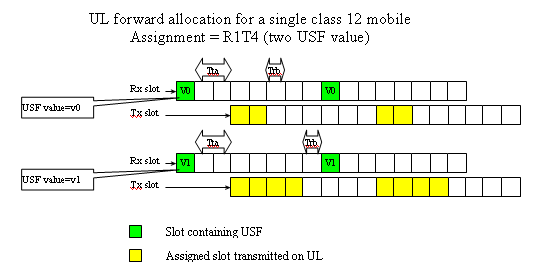 UL forward allocation for a single class 12 mobile
Assignment = R1T4 (two USF value)
Tta Trb
Rx slot V0 V0
USF value=v0
Tx slot
Tta Trb
Rx slot V1 V1
USF value=v1
Tx slot
Slot containing USF
Assigned slot transmitted on UL